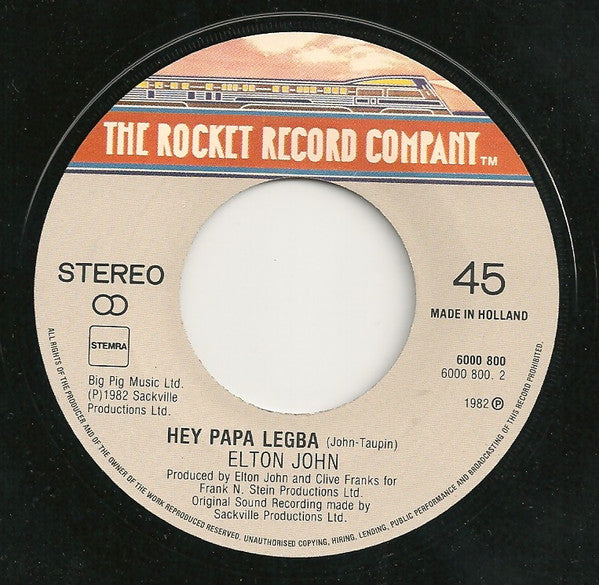 THE ROCKET RECORD COMPANY TM
STEREO
45
MADE IN HOLLAND
STEMRA
6000 800
6000 800. 2
Big Pig Music Ltd.
(P)1982 Sackville
Productions Ltd.
1982 Ⓟ
HEY PAPA LEGBA (John-Taupin)
ELTON JOHN
Produced by Elton John and Clive Franks for
Frank N. Stein Productions Ltd.
Original Sound Recording made by
Sackville Productions Ltd.
ALL RIGHTS OF THE PRODUCER AND OF THE OWNER OF THE WORK REPRODUCED RESERVED. UNAUTHORISED COPYING, HIRING, LENDING, PUBLIC PERFORMANCE AND BROADCASTING OF THIS RECORD PROHIBITED.